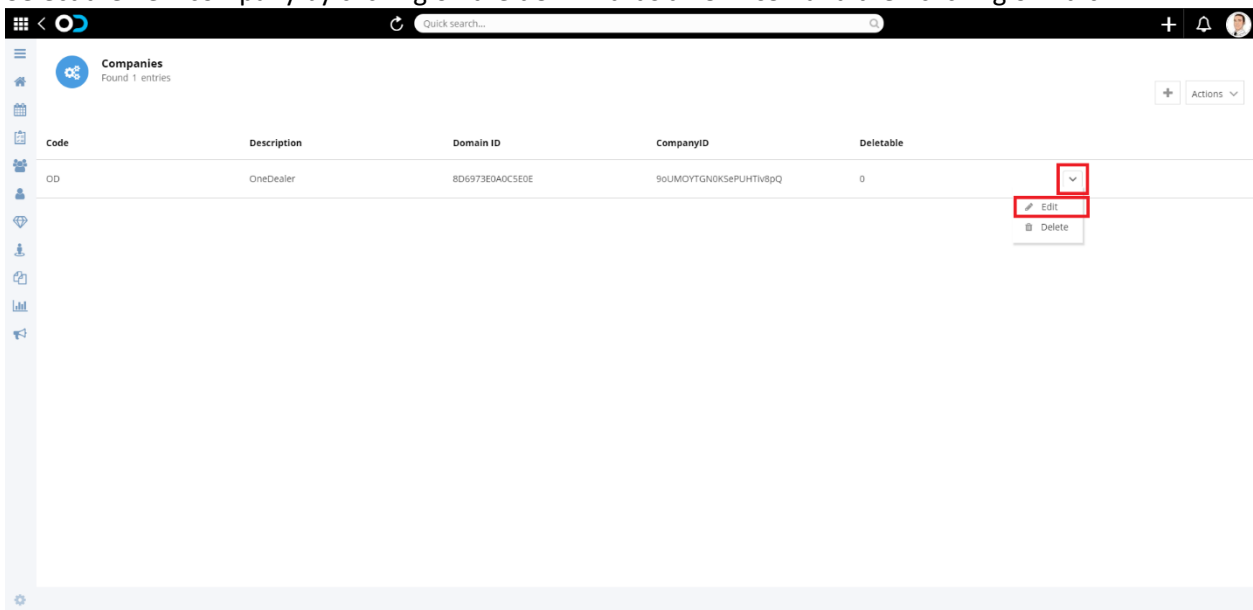 Quick search...
Companies
Found 1 entries
Actions
Code Description Domain ID CompanyID Deletable
OD OneDealer 8D6973E0A0C5E0E 9oUMOYTGN0KSePUHTiv8pQ 0
Edit
Delete